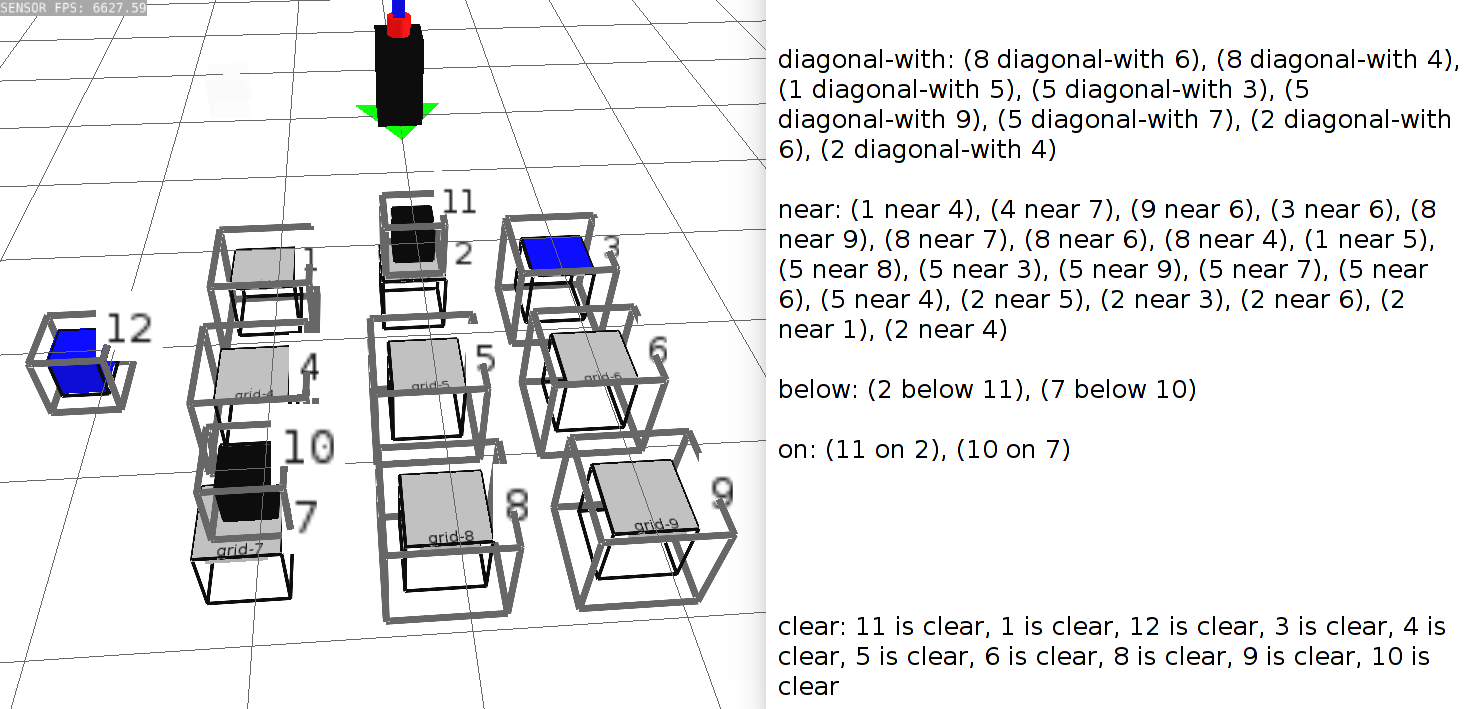 SENSOR FPS: 6627.59
11
1
2
3
12
4
5
6
grid-4
grid-5
grid-6
10
7
8
9
grid-7
grid-8
grid-9
diagonal-with: (8 diagonal-with 6), (8 diagonal-with 4),
(1 diagonal-with 5), (5 diagonal-with 3), (5
diagonal-with 9), (5 diagonal-with 7), (2 diagonal-with
6), (2 diagonal-with 4)
near: (1 near 4), (4 near 7), (9 near 6), (3 near 6), (8
near 9), (8 near 7), (8 near 6), (8 near 4), (1 near 5),
(5 near 8), (5 near 3), (5 near 9), (5 near 7), (5 near
6), (5 near 4), (2 near 5), (2 near 3), (2 near 6), (2
near 1), (2 near 4)
below: (2 below 11), (7 below 10)
on: (11 on 2), (10 on 7)
clear: 11 is clear, 1 is clear, 12 is clear, 3 is clear, 4 is
clear, 5 is clear, 6 is clear, 8 is clear, 9 is clear, 10 is
clear